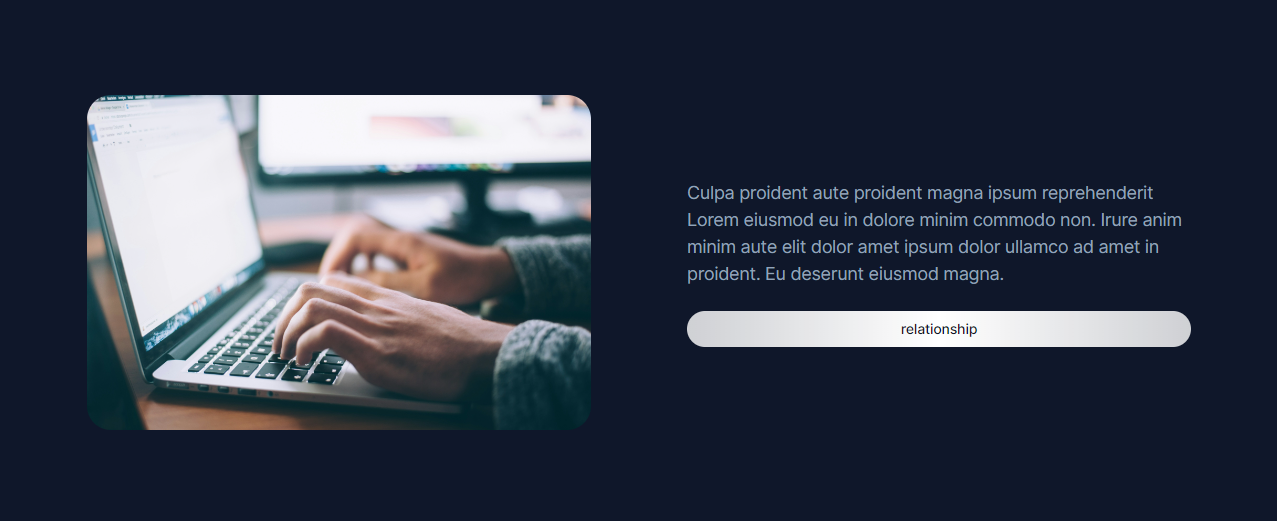 Culpa proident aute proident magna ipsum reprehenderit
Lorem eiusmod eu in dolore minim commodo non. Irure anim
minim aute elit dolor amet ipsum dolor ullamco ad amet in
proident. Eu deserunt eiusmod magna.
relationship